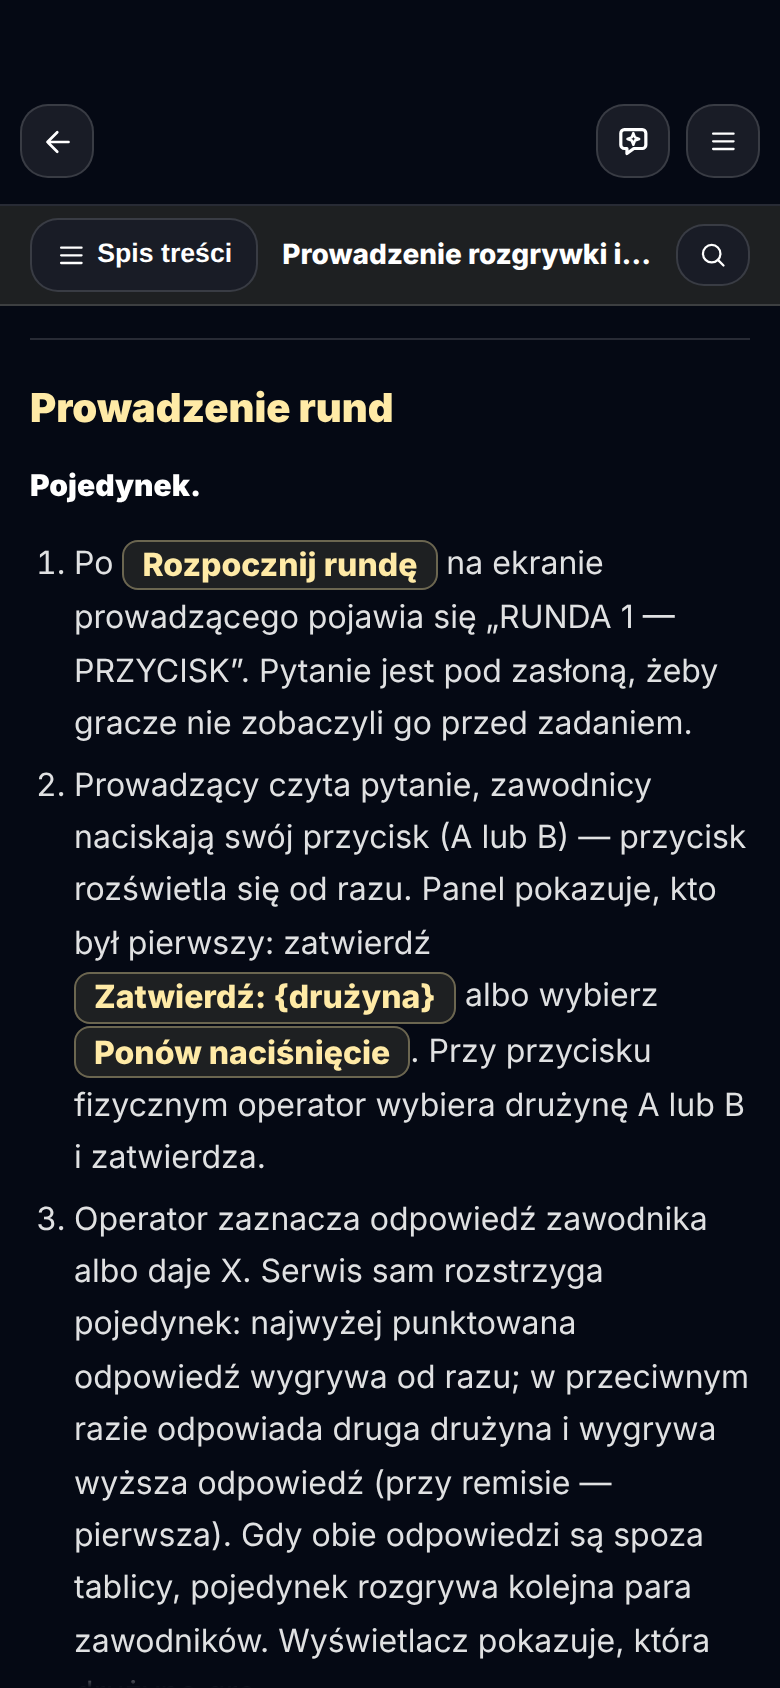 Spis treści
Prowadzenie rozgrywki i...
Prowadzenie rund
Pojedynek.
1. Po Rozpocznij rundę na ekranie
prowadzącego pojawia się „RUNDA 1 —
PRZYCISK”. Pytanie jest pod zasłoną, żeby
gracze nie zobaczyli go przed zadaniem.
2. Prowadzący czyta pytanie, zawodnicy
naciskają swój przycisk (A lub B) — przycisk
rozświetla się od razu. Panel pokazuje, kto
był pierwszy: zatwierdź
Zatwierdź: {drużyna} albo wybierz
Ponów naciśnięcie. Przy przycisku
fizycznym operator wybiera drużynę A lub B
i zatwierdza.
3. Operator zaznacza odpowiedź zawodnika
albo daje X. Serwis sam rozstrzyga
pojedynek: najwyżej punktowana
odpowiedź wygrywa od razu; w przeciwnym
razie odpowiada druga drużyna i wygrywa
wyższa odpowiedź (przy remisie —
pierwsza). Gdy obie odpowiedzi są spoza
tablicy, pojedynek rozgrywa kolejna para
zawodników. Wyświetlacz pokazuje, która